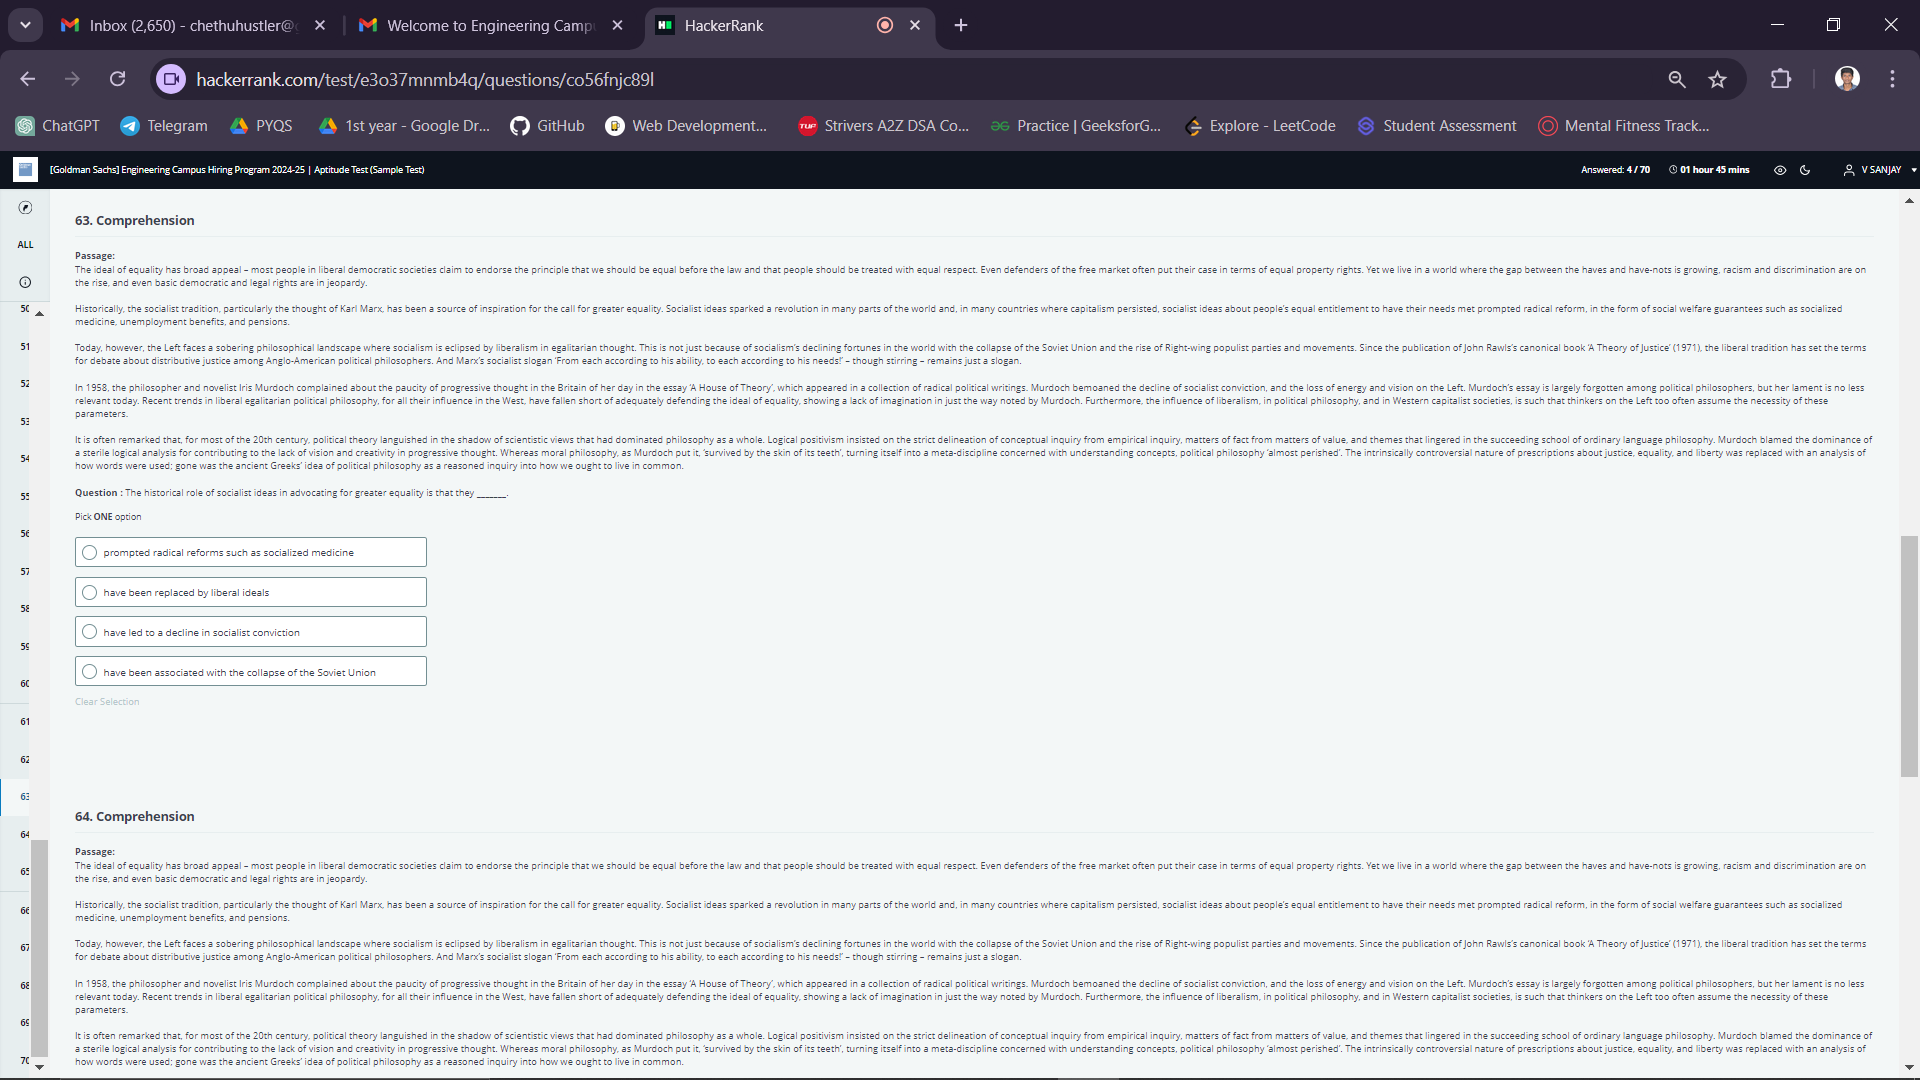 Inbox (2,650) - chethuhustler@g
Welcome to Engineering Camp
HackerRank
hackerrank.com/test/e3o37mnmb4q/questions/co56fnjc89l
ChatGPT
Telegram
PYQS
1st year - Google Dr...
GitHub
Web Development...
TUF
Strivers A2Z DSA Co...
Practice | GeeksforG...
Explore - LeetCode
Student Assessment
Mental Fitness Track...
[Goldman Sachs] Engineering Campus Hiring Program 2024-25 | Aptitude Test (Sample Test)
Answered: 4 / 70
01 hour 45 mins
V SANJAY
ALL
50
51
52
53
54
55
56
57
58
59
60
61
62
63
64
65
66
67
68
69
70
63. Comprehension
Passage:
The ideal of equality has broad appeal – most people in liberal democratic societies claim to endorse the principle that we should be equal before the law and that people should be treated with equal respect. Even defenders of the free market often put their case in terms of equal property rights. Yet we live in a world where the gap between the haves and have-nots is growing, racism and discrimination are on
the rise, and even basic democratic and legal rights are in jeopardy.
Historically, the socialist tradition, particularly the thought of Karl Marx, has been a source of inspiration for the call for greater equality. Socialist ideas sparked a revolution in many parts of the world and, in many countries where capitalism persisted, socialist ideas about people's equal entitlement to have their needs met prompted radical reform, in the form of social welfare guarantees such as socialized
medicine, unemployment benefits, and pensions.
Today, however, the Left faces a sobering philosophical landscape where socialism is eclipsed by liberalism in egalitarian thought. This is not just because of socialism's declining fortunes in the world with the collapse of the Soviet Union and the rise of Right-wing populist parties and movements. Since the publication of John Rawls's canonical book 'A Theory of Justice' (1971), the liberal tradition has set the terms
for debate about distributive justice among Anglo-American political philosophers. And Marx's socialist slogan 'From each according to his ability, to each according to his needs!' – though stirring – remains just a slogan.
In 1958, the philosopher and novelist Iris Murdoch complained about the paucity of progressive thought in the Britain of her day in the essay 'A House of Theory', which appeared in a collection of radical political writings. Murdoch bemoaned the decline of socialist conviction, and the loss of energy and vision on the Left. Murdoch's essay is largely forgotten among political philosophers, but her lament is no less
relevant today. Recent trends in liberal egalitarian political philosophy, for all their influence in the West, have fallen short of adequately defending the ideal of equality, showing a lack of imagination in just the way noted by Murdoch. Furthermore, the influence of liberalism, in political philosophy, and in Western capitalist societies, is such that thinkers on the Left too often assume the necessity of these
parameters.
It is often remarked that, for most of the 20th century, political theory languished in the shadow of scientistic views that had dominated philosophy as a whole. Logical positivism insisted on the strict delineation of conceptual inquiry from empirical inquiry, matters of fact from matters of value, and themes that lingered in the succeeding school of ordinary language philosophy. Murdoch blamed the dominance of
a sterile logical analysis for contributing to the lack of vision and creativity in progressive thought. Whereas moral philosophy, as Murdoch put it, 'survived by the skin of its teeth', turning itself into a meta-discipline concerned with understanding concepts, political philosophy 'almost perished'. The intrinsically controversial nature of prescriptions about justice, equality, and liberty was replaced with an analysis of
how words were used; gone was the ancient Greeks' idea of political philosophy as a reasoned inquiry into how we ought to live in common.
Question : The historical role of socialist ideas in advocating for greater equality is that they _______.
Pick ONE option
prompted radical reforms such as socialized medicine
have been replaced by liberal ideals
have led to a decline in socialist conviction
have been associated with the collapse of the Soviet Union
Clear Selection
64. Comprehension
Passage:
The ideal of equality has broad appeal – most people in liberal democratic societies claim to endorse the principle that we should be equal before the law and that people should be treated with equal respect. Even defenders of the free market often put their case in terms of equal property rights. Yet we live in a world where the gap between the haves and have-nots is growing, racism and discrimination are on
the rise, and even basic democratic and legal rights are in jeopardy.
Historically, the socialist tradition, particularly the thought of Karl Marx, has been a source of inspiration for the call for greater equality. Socialist ideas sparked a revolution in many parts of the world and, in many countries where capitalism persisted, socialist ideas about people's equal entitlement to have their needs met prompted radical reform, in the form of social welfare guarantees such as socialized
medicine, unemployment benefits, and pensions.
Today, however, the Left faces a sobering philosophical landscape where socialism is eclipsed by liberalism in egalitarian thought. This is not just because of socialism's declining fortunes in the world with the collapse of the Soviet Union and the rise of Right-wing populist parties and movements. Since the publication of John Rawls's canonical book 'A Theory of Justice' (1971), the liberal tradition has set the terms
for debate about distributive justice among Anglo-American political philosophers. And Marx's socialist slogan 'From each according to his ability, to each according to his needs!' – though stirring – remains just a slogan.
In 1958, the philosopher and novelist Iris Murdoch complained about the paucity of progressive thought in the Britain of her day in the essay 'A House of Theory', which appeared in a collection of radical political writings. Murdoch bemoaned the decline of socialist conviction, and the loss of energy and vision on the Left. Murdoch's essay is largely forgotten among political philosophers, but her lament is no less
relevant today. Recent trends in liberal egalitarian political philosophy, for all their influence in the West, have fallen short of adequately defending the ideal of equality, showing a lack of imagination in just the way noted by Murdoch. Furthermore, the influence of liberalism, in political philosophy, and in Western capitalist societies, is such that thinkers on the Left too often assume the necessity of these
parameters.
It is often remarked that, for most of the 20th century, political theory languished in the shadow of scientistic views that had dominated philosophy as a whole. Logical positivism insisted on the strict delineation of conceptual inquiry from empirical inquiry, matters of fact from matters of value, and themes that lingered in the succeeding school of ordinary language philosophy. Murdoch blamed the dominance of
a sterile logical analysis for contributing to the lack of vision and creativity in progressive thought. Whereas moral philosophy, as Murdoch put it, 'survived by the skin of its teeth', turning itself into a meta-discipline concerned with understanding concepts, political philosophy 'almost perished'. The intrinsically controversial nature of prescriptions about justice, equality, and liberty was replaced with an analysis of
how words were used; gone was the ancient Greeks' idea of political philosophy as a reasoned inquiry into how we ought to live in common.